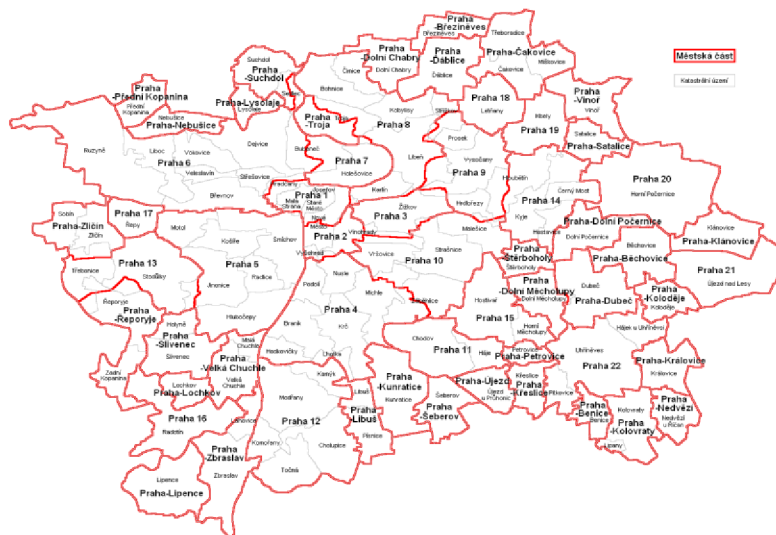 Praha
-Březiněves
Březiněves
Třeboradice
Městská část
Katastrální území
Suchdol
Praha
-Suchdol
Sedlec
Čimice
Bohnice
Praha
-Dolní Chabry
Dolní Chabry
Praha
-Ďáblice
Ďáblice
Praha-Čakovice
Čakovice
Miškovice
Praha
-Přední Kopanina
Přední
Kopanina
Praha-Lysolaje
Lysolaje
Nebušice
Praha-Nebušice
Praha
-Troja
Troja
Kobylisy
Praha 8
Střížkov
Praha 18
Letňany
Praha
-Vinoř
Vinoř
Kbely
Praha 19
Satalice
Praha-Satalice
Ruzyně
Liboc
Vokovice
Praha 6
Veleslavín
Dejvice
Střešovice
Břevnov
Bubeneč
Praha 7
Holešovice
Libeň
Karlín
Prosek
Vysočany
Praha 9
Hrdlořezy
Hloubětín
Praha 14
Černý Most
Kyje
Hostavice
Praha 20
Horní Počernice
Hradčany
Praha 1
Malá
Strana
Josefov
Staré
Město
Nové
Město
Praha 2
Vyšehrad
Vinohrady
Praha 3
Žižkov
Malešice
Sobín
Praha-Zličín
Zličín
Praha 17
Řepy
Motol
Košíře
Smíchov
Praha 5
Radlice
Jinonice
Hlubočepy
Praha 13
Třebonice
Stodůlky
Strašnice
Vršovice
Praha 10
Záběhlice
Praha-Dolní Počernice
Dolní Počernice
Klánovice
Praha-Klánovice
Běchovice
Praha-Běchovice
Praha
-Štěrboholy
Štěrboholy
Praha 21
Újezd nad Lesy
Praha
-Dolní Měcholupy
Dolní Měcholupy
Dubeč
Praha-Dubeč
Praha
-Koloděje
Koloděje
Řeporyje
Praha
-Řeporyje
Zadní
Kopanina
Holyně
Praha
-Slivenec
Slivenec
Malá
Chuchle
Praha
-Velká Chuchle
Velká
Chuchle
Lochkov
Praha-Lochkov
Podolí
Nusle
Michle
Praha 4
Krč
Braník
Hodkovičky
Lhotka
Kamýk
Hostivař
Praha 15
Horní
Měcholupy
Petrovice
Praha-Petrovice
Chodov
Praha 11
Háje
Hájek u Uhříněvsi
Uhříněves
Praha 22
Pitkovice
Praha-Královice
Královice
Praha
-Kunratice
Kunratice
Praha-Újezd
Újezd
u Průhonic
Křeslice
Praha
-Křeslice
Šeberov
Praha
-Šeberov
Libuš
Praha
-Libuš
Písnice
Praha
-Benice
Benice
Kolovraty
Praha
-Kolovraty
Lipany
Praha
-Nedvězí
Nedvězí
u Říčan
Praha 16
Radotín
Lahovice
Modřany
Praha 12
Komořany
Cholupice
Točná
Praha
-Zbraslav
Zbraslav
Lipence
Praha-Lipence